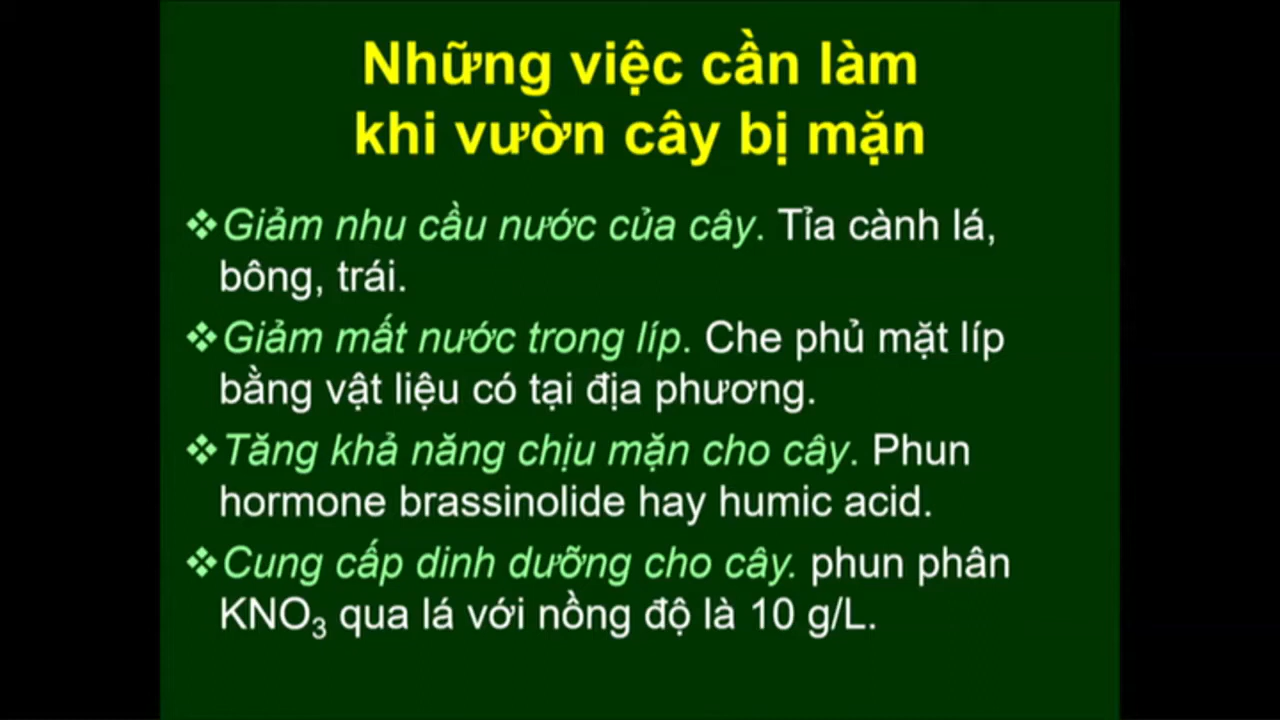 Những việc cần làm
khi vườn cây bị mặn
❖Giảm nhu cầu nước của cây. Tỉa cành lá,
bông, trái.
❖Giảm mất nước trong líp. Che phủ mặt líp
bằng vật liệu có tại địa phương.
❖Tăng khả năng chịu mặn cho cây. Phun
hormone brassinolide hay humic acid.
❖Cung cấp dinh dưỡng cho cây. phun phân
KNO₃ qua lá với nồng độ là 10 g/L.